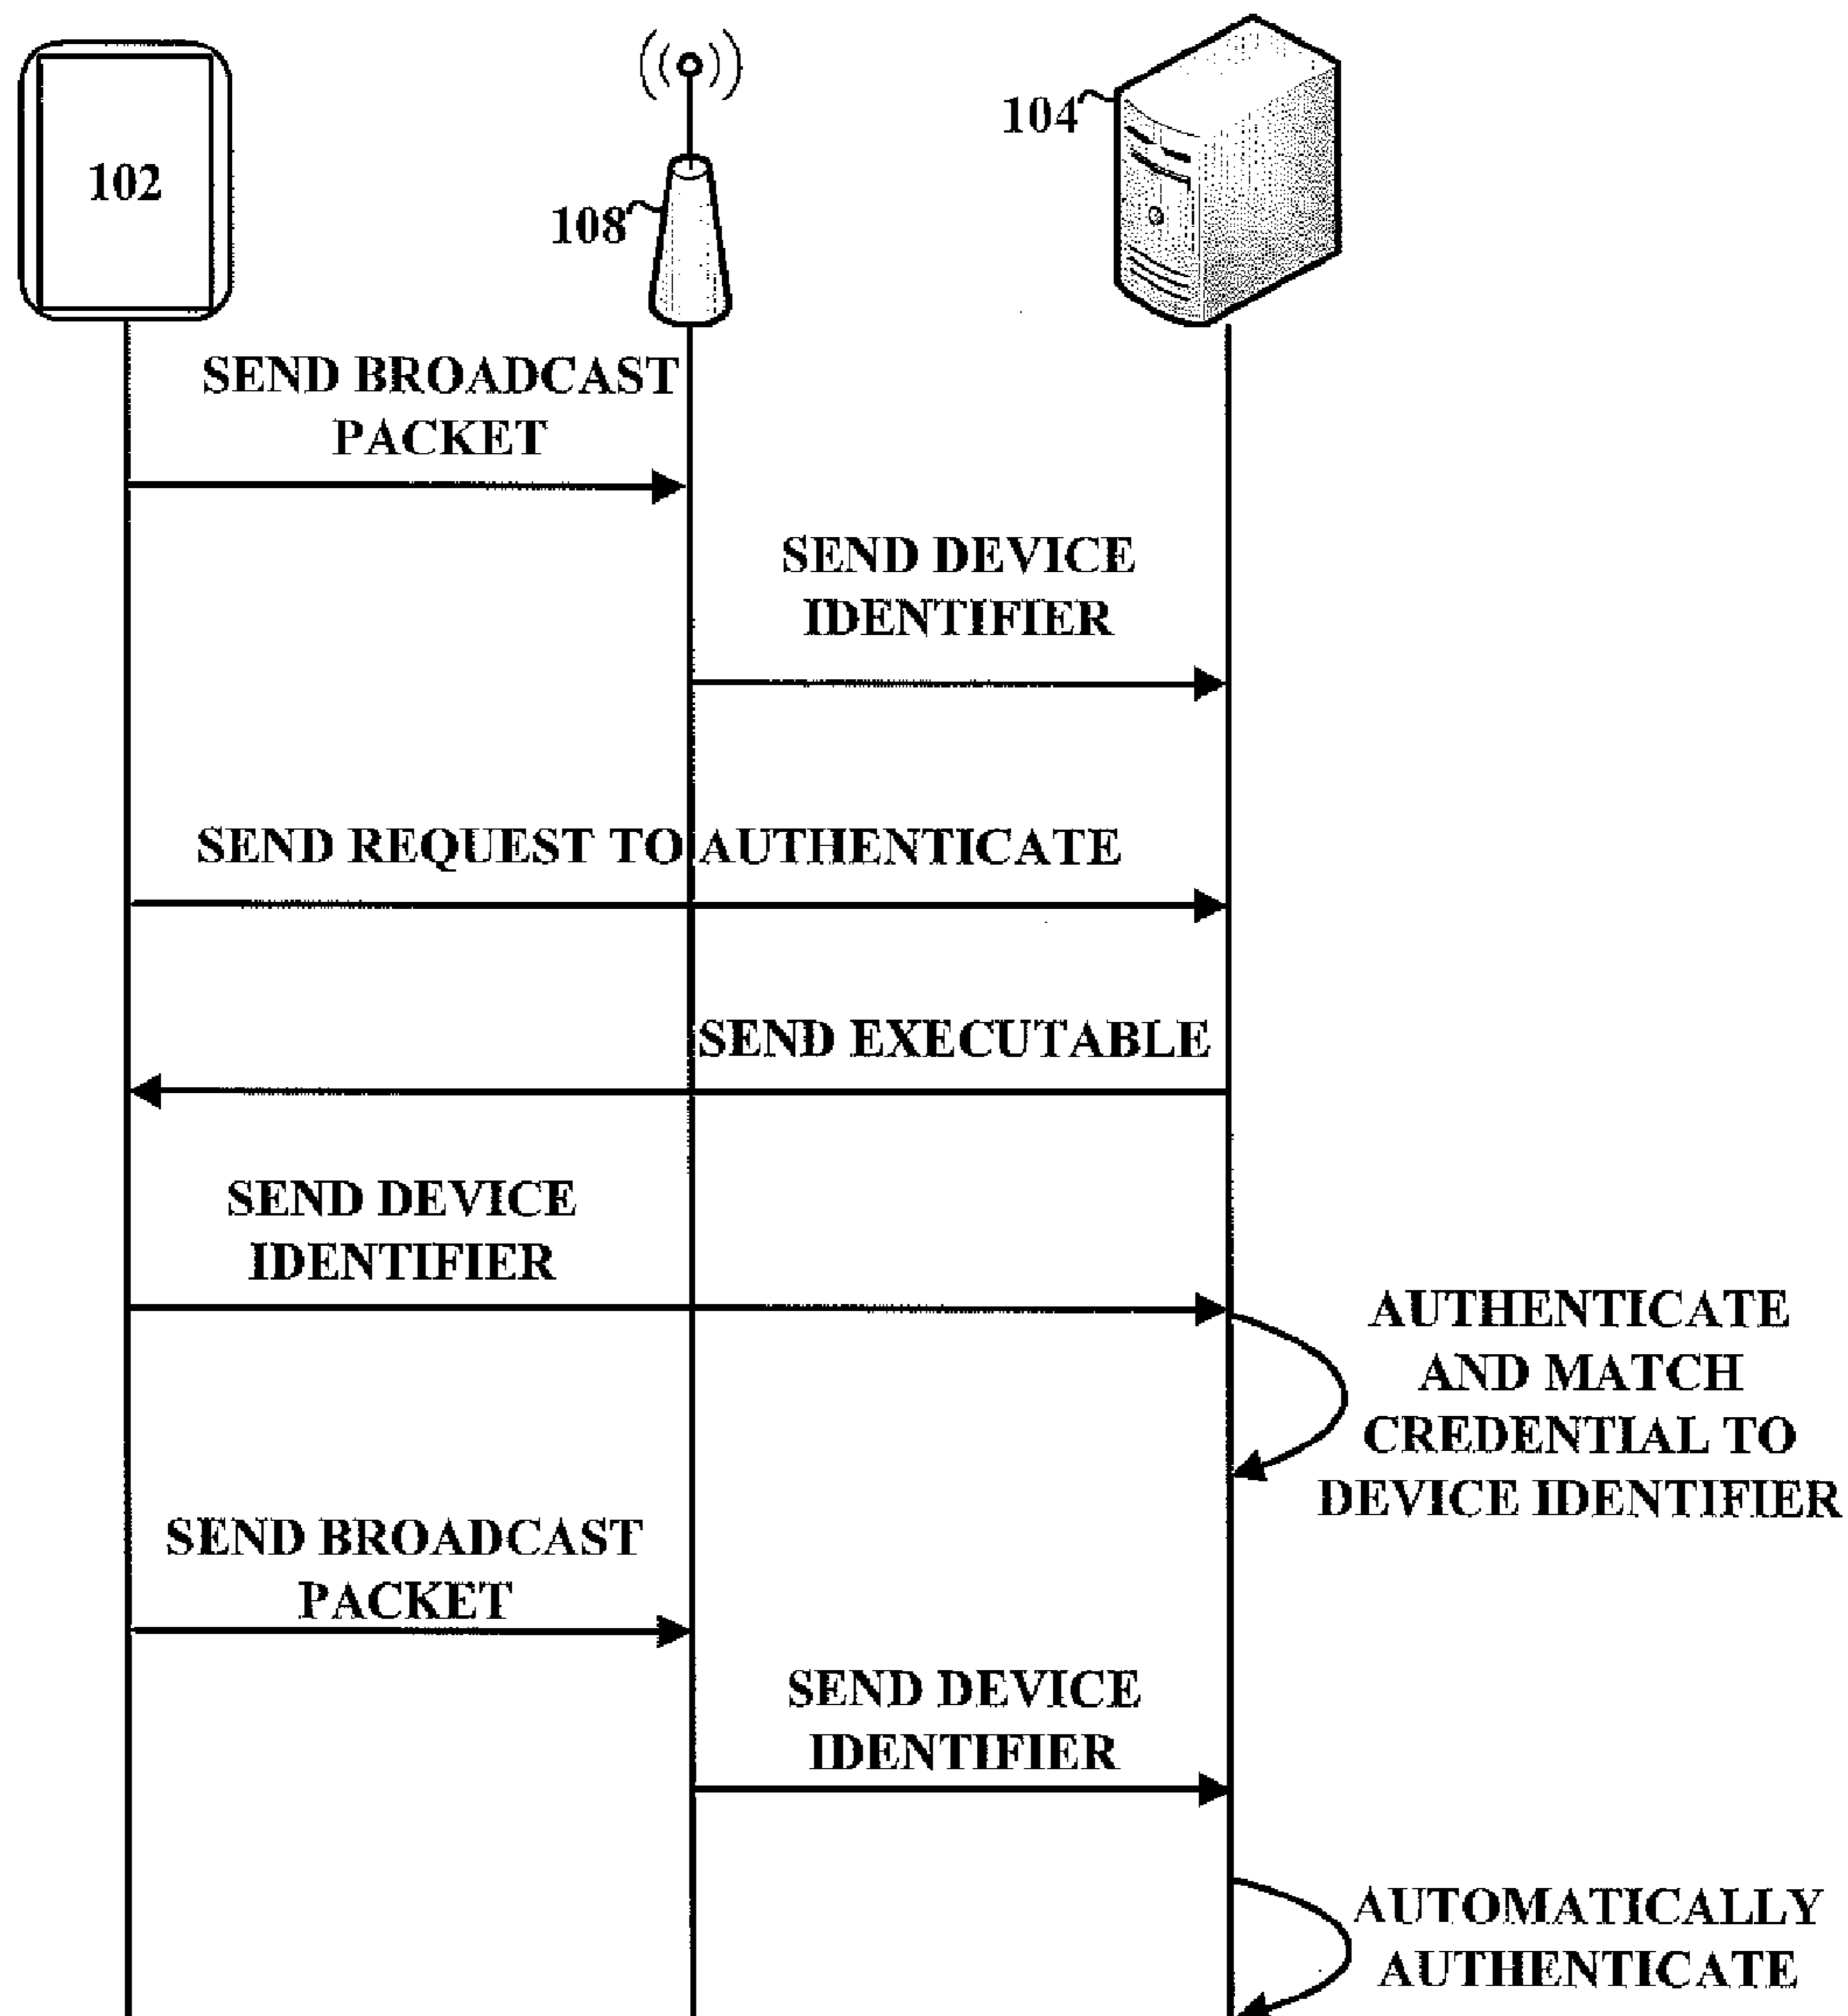 102
108
104
SEND BROADCAST
PACKET
SEND DEVICE
IDENTIFIER
SEND REQUEST TO AUTHENTICATE
SEND EXECUTABLE
SEND DEVICE
IDENTIFIER
AUTHENTICATE
AND MATCH
CREDENTIAL TO
DEVICE IDENTIFIER
SEND BROADCAST
PACKET
SEND DEVICE
IDENTIFIER
AUTOMATICALLY
AUTHENTICATE